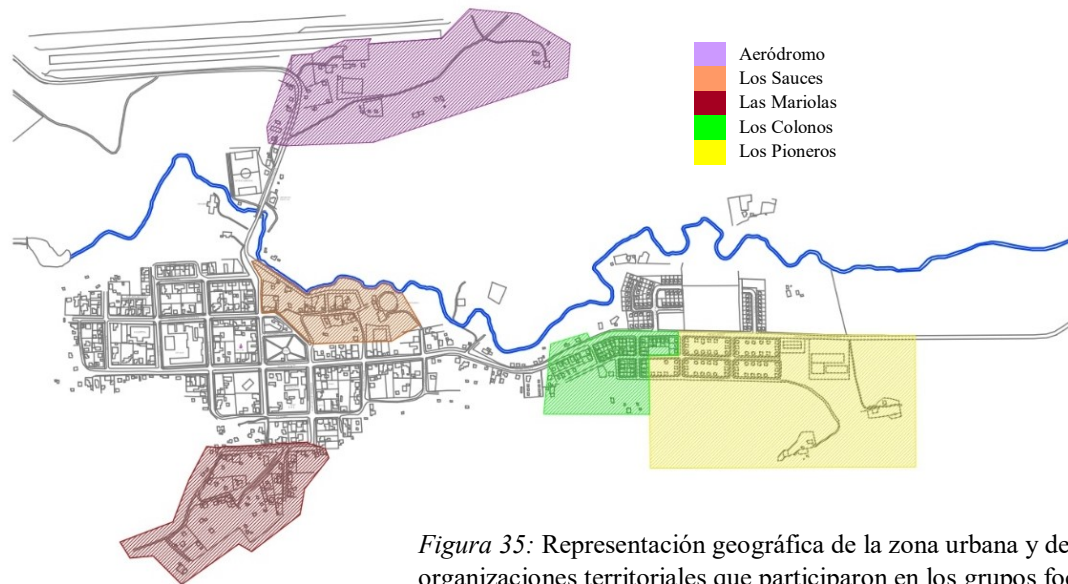 Aeródromo
Los Sauces
Las Mariolas
Los Colonos
Los Pioneros
Figura 35: Representación geográfica de la zona urbana y de
organizaciones territoriales que participaron en los grupos